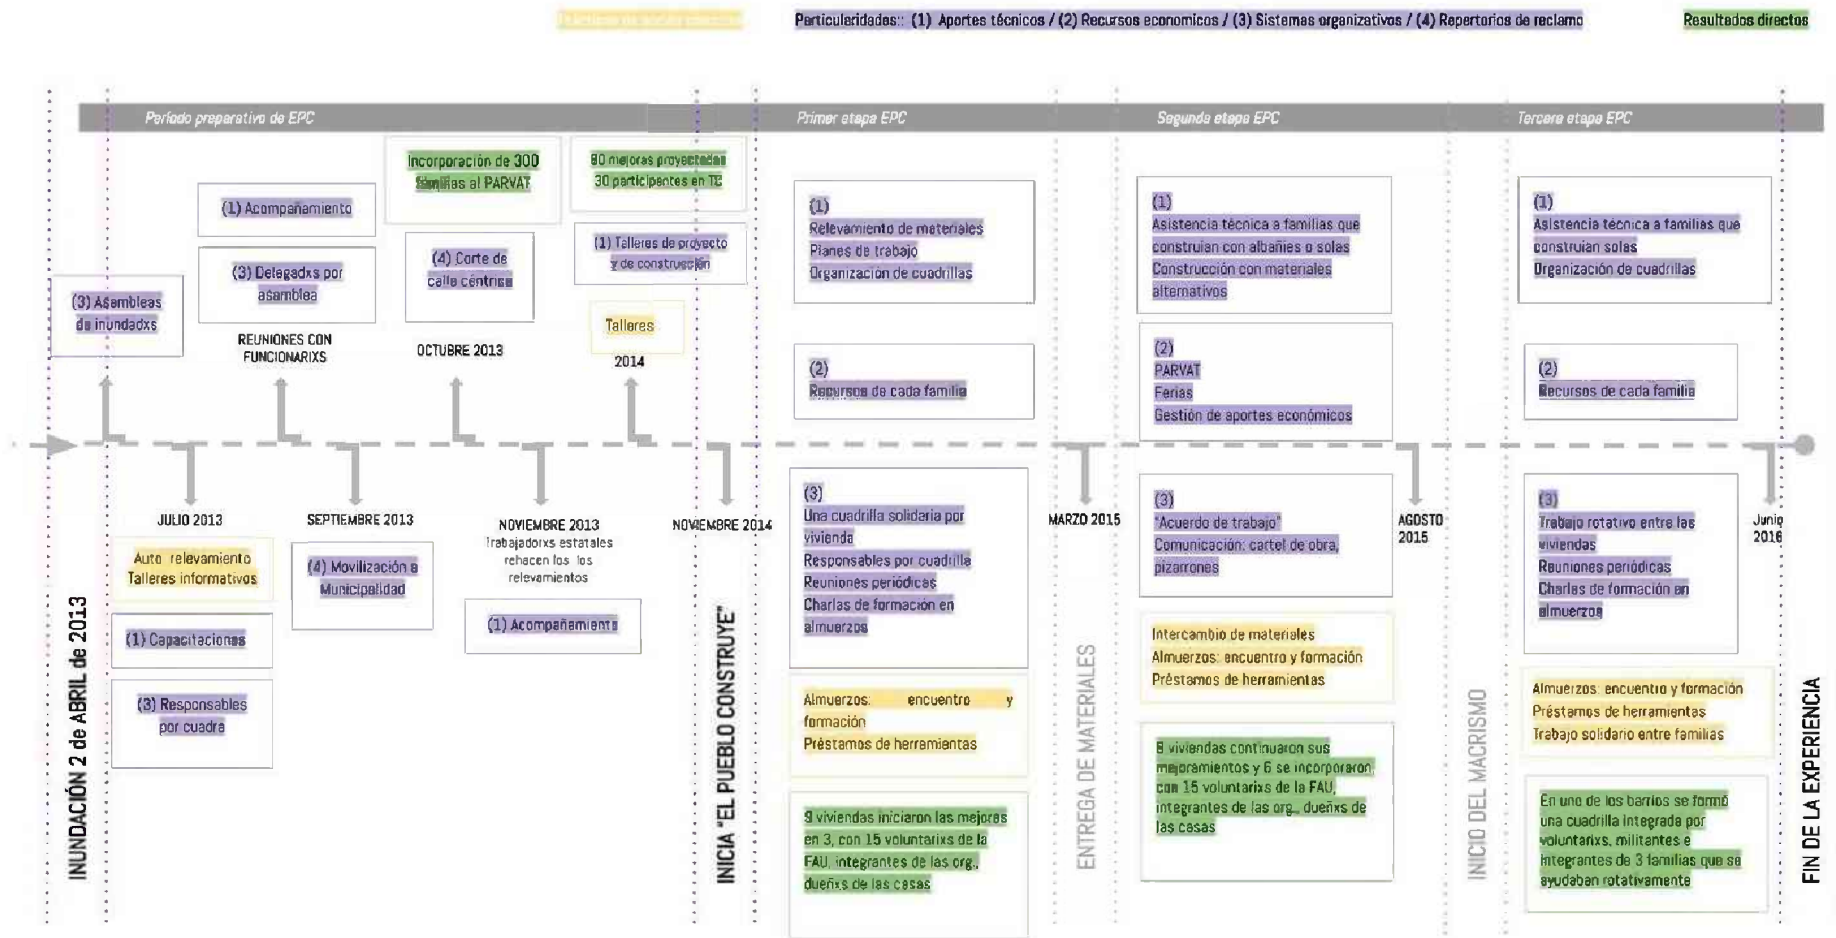 Particularidades:: (1) Aportes técnicos / (2) Recursos economicos / (3) Sistemas organizativos / (4) Repertorios de reclamo
Resultados directos
Período preparativo de EPC
Primer etapa EPC
Segunda etapa EPC
Tercera etapa EPC
(3) Asambleas
de inundadxs
(1) Acompañamiento
(3) Delegadxs por
asamblea
REUNIONES CON
FUNCIONARIXS
Incorporación de 300
familias al PARVAT
(4) Corte de
calle céntrica
OCTUBRE 2013
80 mejoras proyectadas
30 participantes en TC
(1) Talleres de proyecto
y de construcción
Talleres
2014
JULIO 2013
Auto relevamiento
Talleres informativos
(1) Capacitaciones
(3) Responsables
por cuadra
SEPTIEMBRE 2013
(4) Movilización a
Municipalidad
NOVIEMBRE 2013
Trabajadorxs estatales
rehacen los los
relevamientos
(1) Acompañamiento
NOVIEMBRE 2014
INUNDACIÓN 2 de ABRIL de 2013
INICIA "EL PUEBLO CONSTRUYE"
(1)
Relevamiento de materiales
Planes de trabajo
Organización de cuadrillas
(2)
Recursos de cada familia
(3)
Una cuadrilla solidaria por
vivienda
Responsables por cuadrilla
Reuniones periódicas
Charlas de formación en
almuerzos
Almuerzos: encuentro y
formación
Préstamos de herramientas
9 viviendas iniciaron las mejoras
en 3, con 15 voluntarixs de la
FAU, integrantes de las org.,
dueñxs de las casas
MARZO 2015
ENTREGA DE MATERIALES
(1)
Asistencia técnica a familias que
construian con albañies o solas
Construcción con materiales
alternativos
(2)
PARVAT
Ferias
Gestión de aportes económicos
(3)
"Acuerdo de trabajo"
Comunicación: cartel de obra,
pizarrones
Intercambio de materiales
Almuerzos: encuentro y formación
Préstamos de herramientas
8 viviendas continuaron sus
mejoramientos y 6 se incorporaron,
con 15 voluntarixs de la FAU,
integrantes de las org., dueñxs de
las casas
AGOSTO
2015
INICIO DEL MACRISMO
(1)
Asistencia técnica a familias que
construian solas
Organización de cuadrillas
(2)
Recursos de cada familia
(3)
Trabajo rotativo entre las
viviendas
Reuniones periódicas
Charlas de formación en
almuerzos
Almuerzos: encuentro y formación
Préstamos de herramientas
Trabajo solidario entre familias
En uno de los barrios se formó
una cuadrilla integrada por
voluntarixs, militantes e
integrantes de 3 familias que se
ayudaban rotativamente
Junio
2016
FIN DE LA EXPERIENCIA